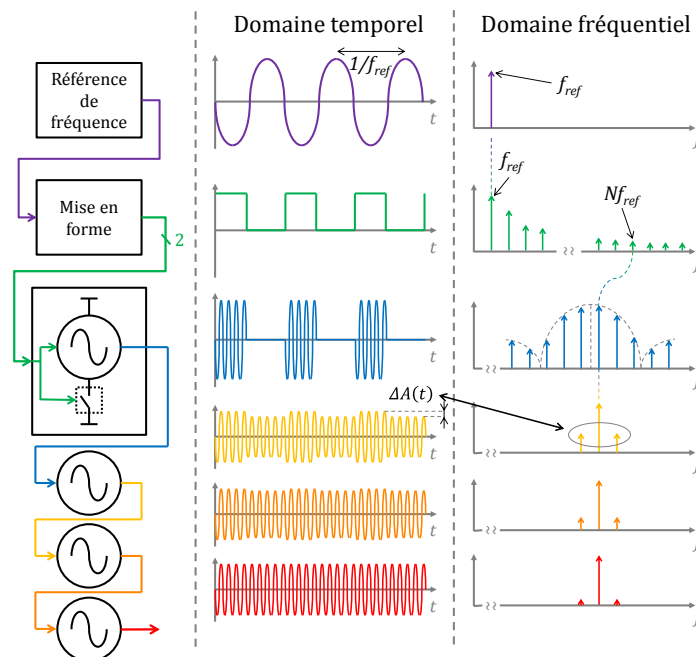 Domaine temporel
Domaine fréquentiel
Référence
de
fréquence
1/f_ref
t
f_ref
f
Mise en
forme
2
t
f_ref
Nf_ref
f
t
f
ΔA(t)
t
f
t
f
t
f